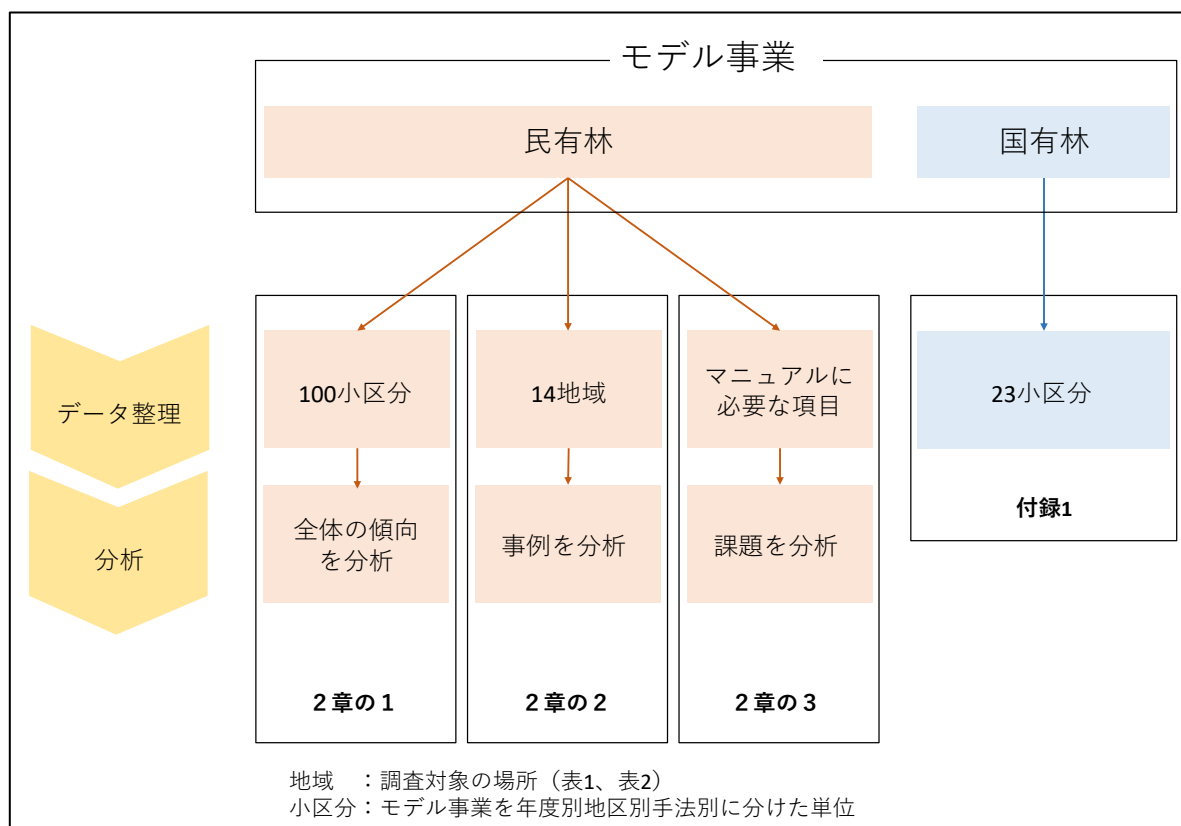 モデル事業
民有林
国有林
データ整理
100小区分
14地域
マニュアルに
必要な項目
23小区分
分析
全体の傾向
を分析
事例を分析
課題を分析
付録1
２章の１
２章の２
２章の３
地域　：調査対象の場所（表1、表2）
小区分：モデル事業を年度別地区別手法別に分けた単位